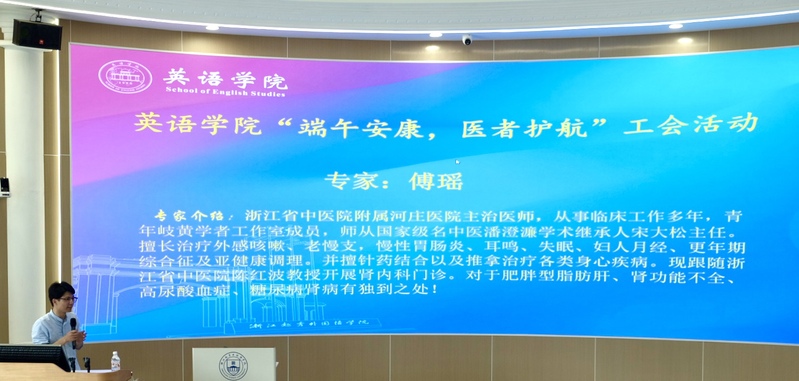 英语学院
School of English Studies
英语学院“端午安康，医者护航”工会活动
专家：傅瑶
专家介绍：浙江省中医院附属河庄医院主治医师，从事临床工作多年，青
年岐黄学者工作室成员，师从国家级名中医潘澄濂学术继承人宋大松主任。
擅长治疗外感咳嗽、老慢支，慢性胃肠炎、耳鸣、失眠、妇人月经、更年期
综合征及亚健康调理。并擅针药结合以及推拿治疗各类身心疾病。现跟随浙
江省中医院陈红波教授开展肾内科门诊。对于肥胖型脂肪肝、肾功能不全、
高尿酸血症、糖尿病肾病有独到之处！
浙江越秀外国语学院